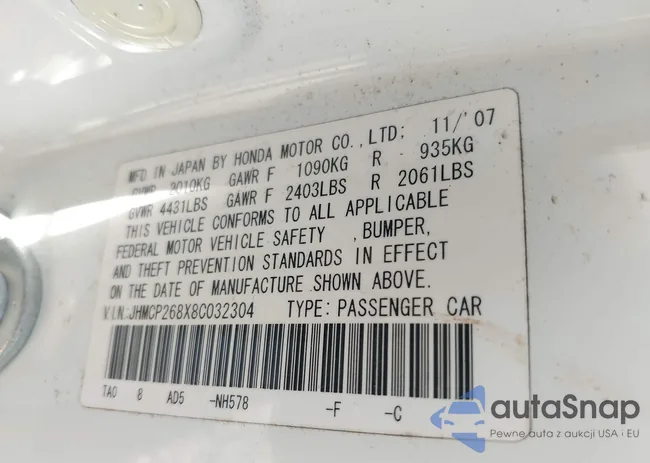 MFD IN JAPAN BY HONDA MOTOR CO.,LTD: 11/'07
GVWR 2010KG GAWR F 1090KG R 935KG
GVWR 4431LBS GAWR F 2403LBS R 2061LBS
THIS VEHICLE CONFORMS TO ALL APPLICABLE
FEDERAL MOTOR VEHICLE SAFETY ,BUMPER,
AND THEFT PREVENTION STANDARDS IN EFFECT
ON THE DATE OF MANUFACTURE SHOWN ABOVE.
V.I.N:JHMCP268X8C032304 TYPE:PASSENGER CAR
TA0 8 AD5 -NH578 -F -C
autaSnap
Pewne auta z aukcji USA i EU